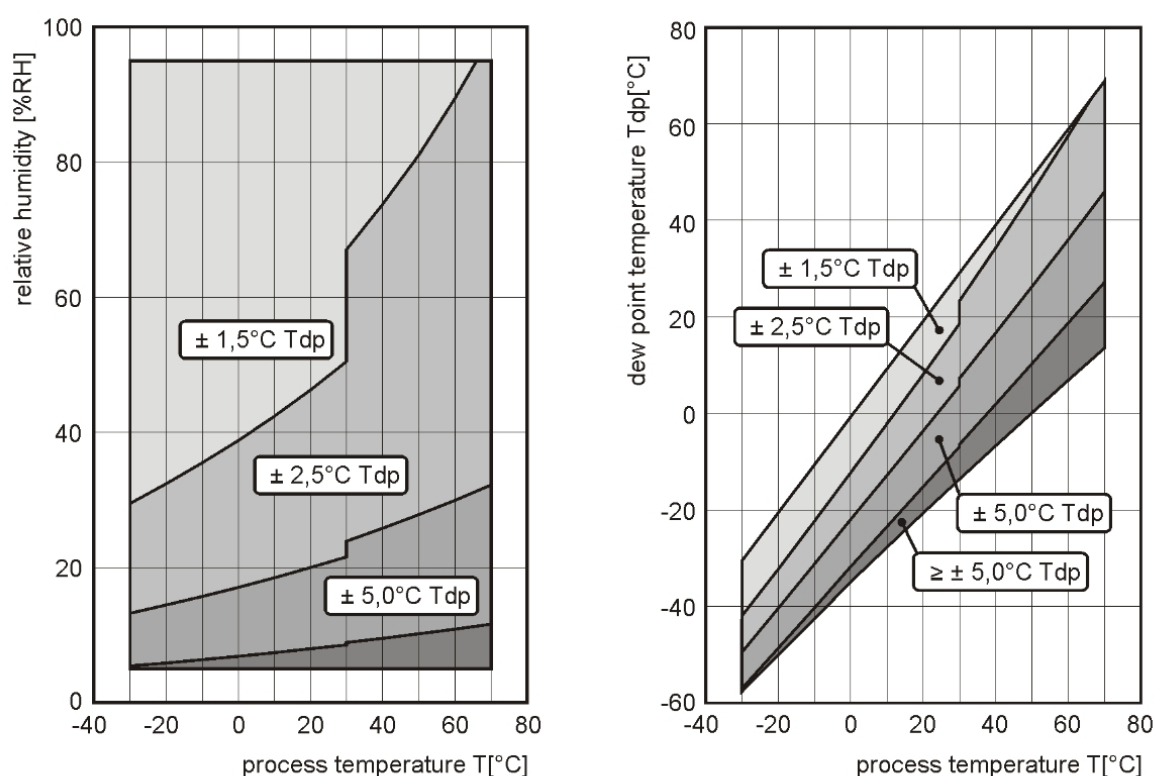 relative humidity [%RH]
100
80
60
40
20
0
± 1,5°C Tdp
± 2,5°C Tdp
± 5,0°C Tdp
-40 -20 0 20 40 60 80
process temperature T[°C]
dew point temperature Tdp[°C]
80
60
40
20
0
-20
-40
-60
± 1,5°C Tdp
± 2,5°C Tdp
± 5,0°C Tdp
≥ ± 5,0°C Tdp
-40 -20 0 20 40 60 80
process temperature T[°C]